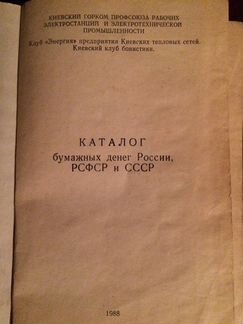 КИЕВСКИЙ ГОРКОМ ПРОФСОЮЗА РАБОЧИХ
ЭЛЕКТРОСТАНЦИЙ И ЭЛЕКТРОТЕХНИЧЕСКОЙ
ПРОМЫШЛЕННОСТИ
Клуб «Энергия» предприятия Киевских тепловых сетей.
Киевский клуб бонистики.
КАТАЛОГ
бумажных денег России,
РСФСР и СССР
1988